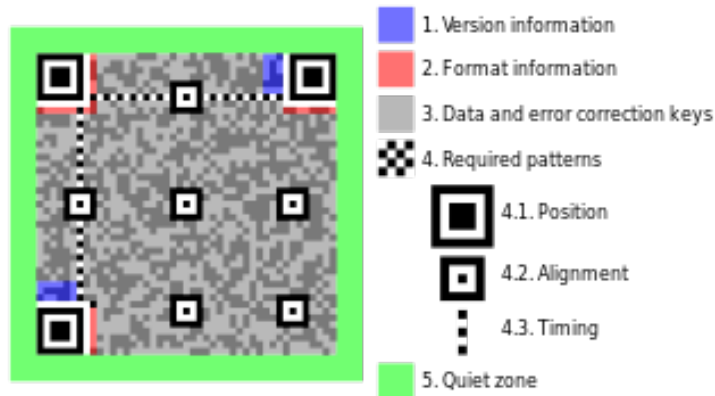 1. Version information
2. Format information
3. Data and error correction keys
4. Required patterns
4.1. Position
4.2. Alignment
4.3. Timing
5. Quiet zone